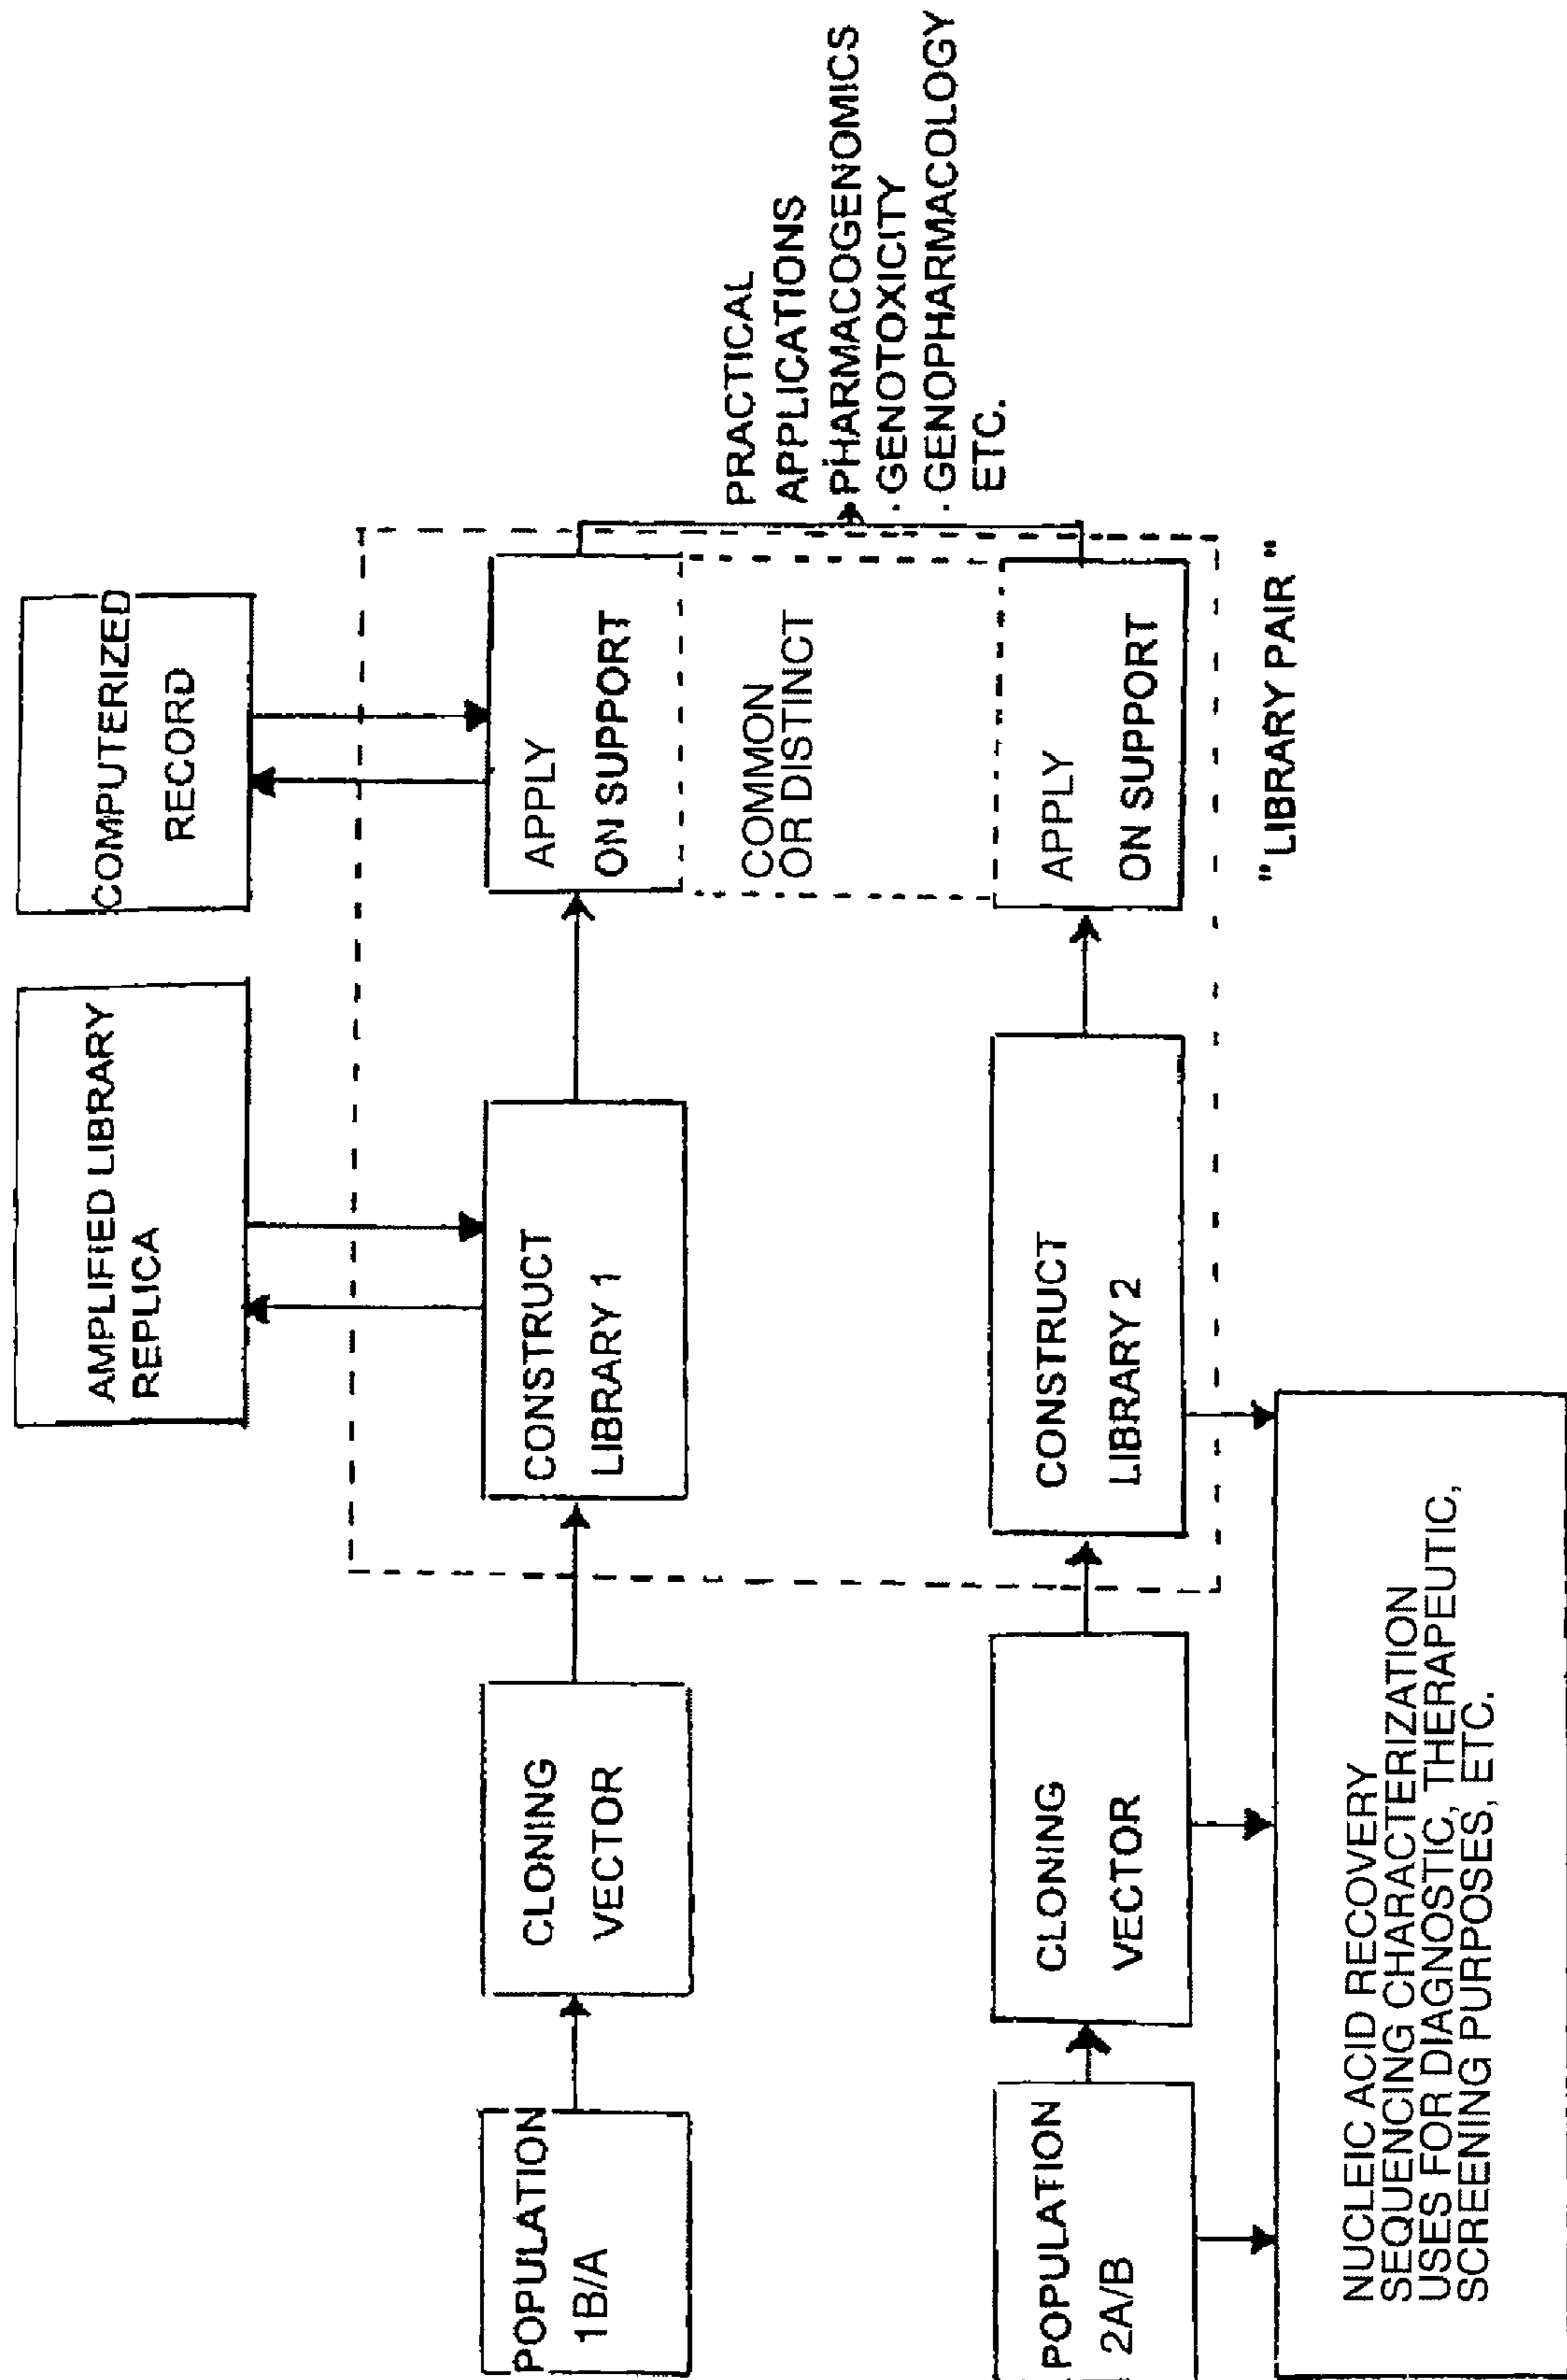 AMPLIFIED LIBRARY
REPLICA
COMPUTERIZED
RECORD
POPULATION
1B/A
CLONING
VECTOR
CONSTRUCT
LIBRARY 1
APPLY
ON SUPPORT
COMMON
OR DISTINCT
PRACTICAL
APPLICATIONS
PHARMACOGENOMICS
· GENOTOXICITY
· GENOPHARMACOLOGY
ETC.
POPULATION
2A/B
CLONING
VECTOR
CONSTRUCT
LIBRARY 2
APPLY
ON SUPPORT
"LIBRARY PAIR"
NUCLEIC ACID RECOVERY
SEQUENCING CHARACTERIZATION
USES FOR DIAGNOSTIC, THERAPEUTIC,
SCREENING PURPOSES, ETC.